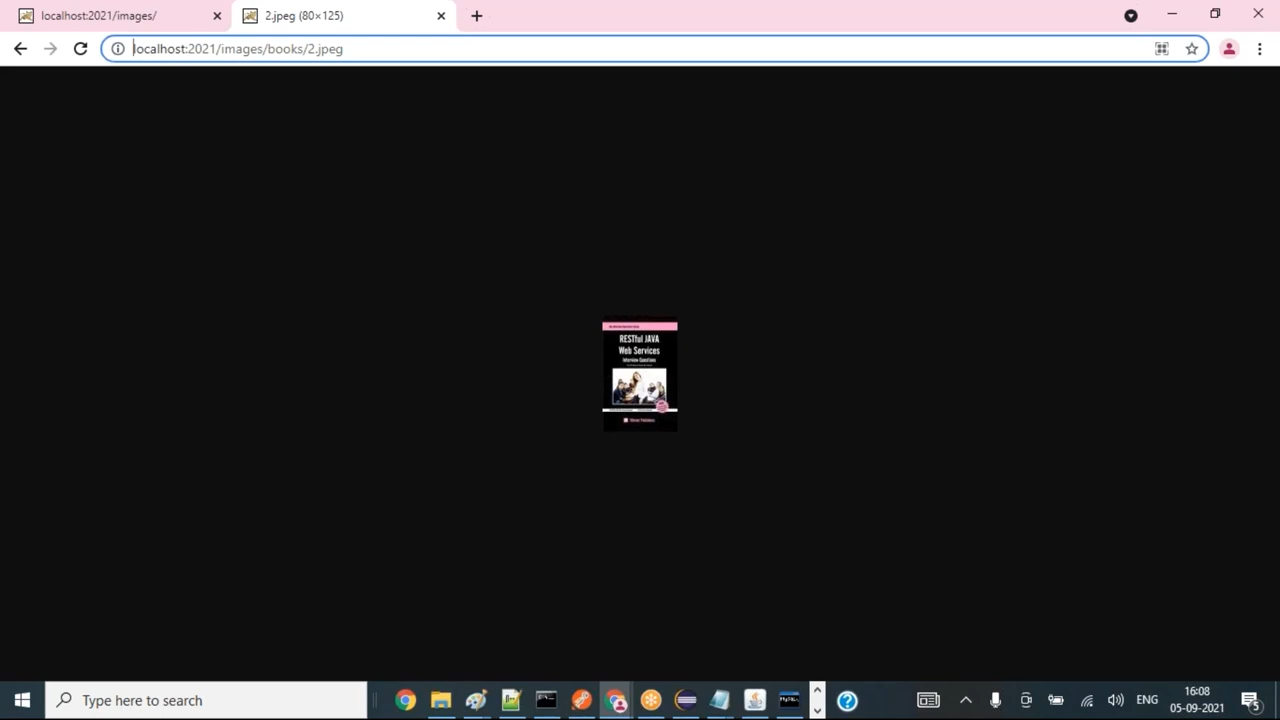 localhost:2021/images/
2.jpeg (80×125)
localhost:2021/images/books/2.jpeg
RESTful JAVA
Web Services
Interview Questions
Type here to search
ENG
16:08
05-09-2021
5